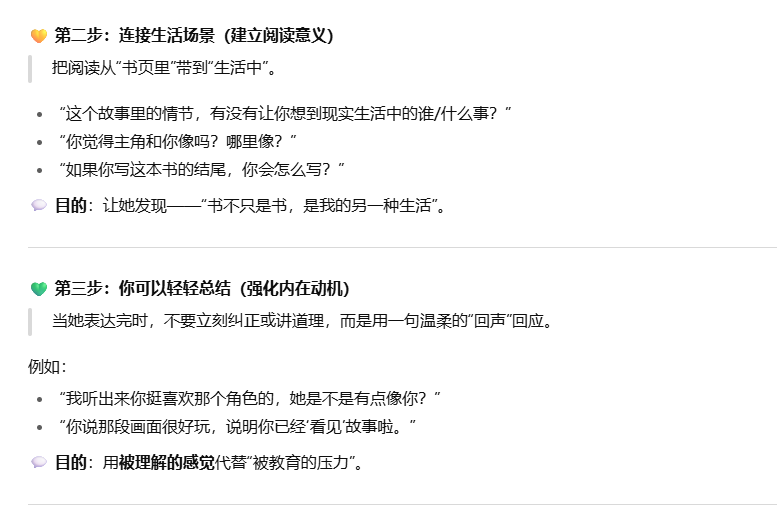 🧡 第二步：连接生活场景（建立阅读意义）
把阅读从“书页里”带到“生活中”。
• “这个故事里的情节，有没有让你想到现实生活中的谁/什么事？”
• “你觉得主角和你像吗？哪里像？”
• “如果你写这本书的结尾，你会怎么写？”
💬 目的：让她发现——“书不只是书，是我的另一种生活”。
💚 第三步：你可以轻轻总结（强化内在动机）
当她表达完时，不要立刻纠正或讲道理，而是用一句温柔的“回声”回应。
例如：
• “我听出来你挺喜欢那个角色的，她是不是有点像你？”
• “你说那段画面很好玩，说明你已经‘看见’故事啦。”
💬 目的：用被理解的感觉代替“被教育的压力”。